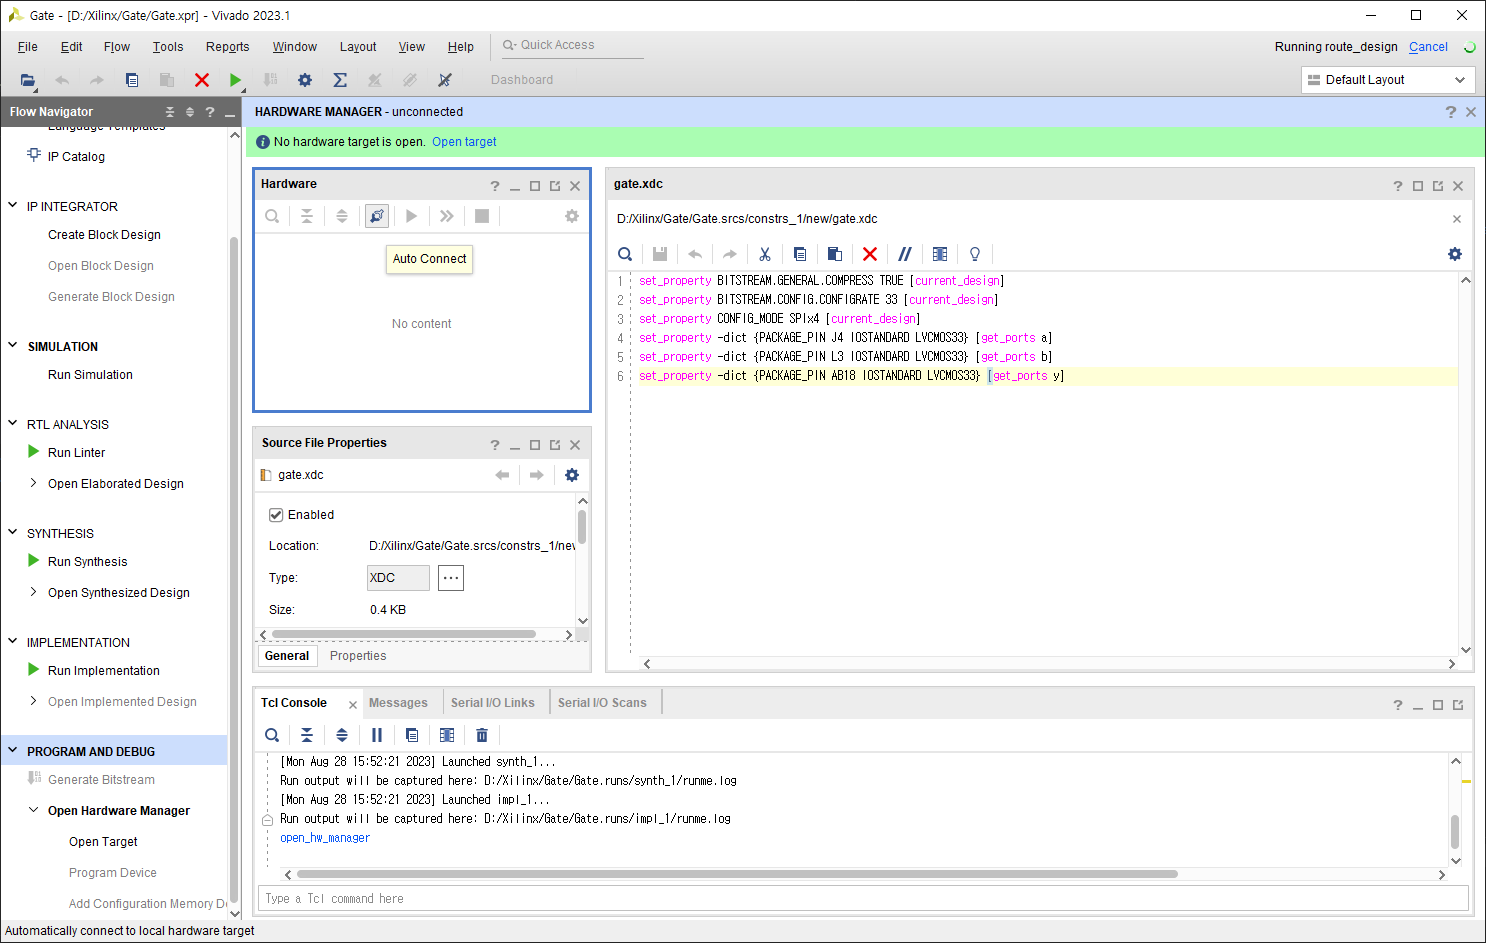 Gate - [D:/Xilinx/Gate/Gate.xpr] - Vivado 2023.1
File Edit Flow Tools Reports Window Layout View Help Quick Access
Running route_design Cancel
Dashboard
Default Layout
Flow Navigator
Language Templates
IP Catalog
IP INTEGRATOR
Create Block Design
Open Block Design
Generate Block Design
SIMULATION
Run Simulation
RTL ANALYSIS
Run Linter
Open Elaborated Design
SYNTHESIS
Run Synthesis
Open Synthesized Design
IMPLEMENTATION
Run Implementation
Open Implemented Design
PROGRAM AND DEBUG
Generate Bitstream
Open Hardware Manager
Open Target
Program Device
Add Configuration Memory De
HARDWARE MANAGER - unconnected
No hardware target is open. Open target
Hardware
Auto Connect
No content
Source File Properties
gate.xdc
Enabled
Location: D:/Xilinx/Gate/Gate.srcs/constrs_1/new
Type: XDC ...
Size: 0.4 KB
General Properties
gate.xdc
D:/Xilinx/Gate/Gate.srcs/constrs_1/new/gate.xdc
1 set_property BITSTREAM.GENERAL.COMPRESS TRUE [current_design]
2 set_property BITSTREAM.CONFIG.CONFIGRATE 33 [current_design]
3 set_property CONFIG_MODE SPIx4 [current_design]
4 set_property -dict {PACKAGE_PIN J4 IOSTANDARD LVCMOS33} [get_ports a]
5 set_property -dict {PACKAGE_PIN L3 IOSTANDARD LVCMOS33} [get_ports b]
6 set_property -dict {PACKAGE_PIN AB18 IOSTANDARD LVCMOS33} [get_ports y]
Tcl Console Messages Serial I/O Links Serial I/O Scans
[Mon Aug 28 15:52:21 2023] Launched synth_1...
Run output will be captured here: D:/Xilinx/Gate/Gate.runs/synth_1/runme.log
[Mon Aug 28 15:52:21 2023] Launched impl_1...
Run output will be captured here: D:/Xilinx/Gate/Gate.runs/impl_1/runme.log
open_hw_manager
Type a Tcl command here
Automatically connect to local hardware target